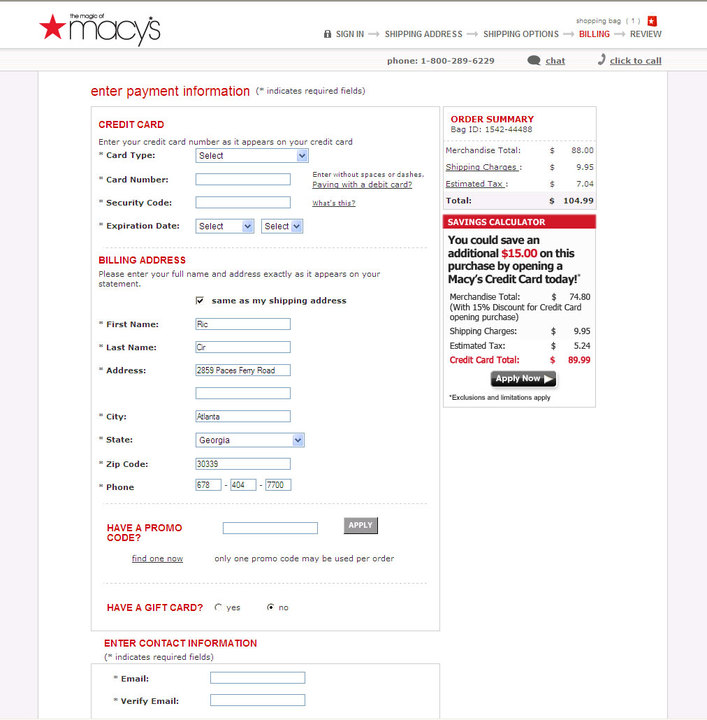 the magic of
macy's
shopping bag ( 1 )
SIGN IN → SHIPPING ADDRESS → SHIPPING OPTIONS → BILLING → REVIEW
phone: 1-800-289-6229 chat click to call
enter payment information (* indicates required fields)
CREDIT CARD
Enter your credit card number as it appears on your credit card
* Card Type: Select
* Card Number: Enter without spaces or dashes.
Paying with a debit card?
* Security Code: What's this?
* Expiration Date: Select Select
BILLING ADDRESS
Please enter your full name and address exactly as it appears on your
statement.
same as my shipping address
* First Name: Ric
* Last Name: Cir
* Address: 2859 Paces Ferry Road
* City: Atlanta
* State: Georgia
* Zip Code: 30339
* Phone 678 - 404 - 7700
HAVE A PROMO
CODE?
APPLY
find one now only one promo code may be used per order
HAVE A GIFT CARD? yes no
ENTER CONTACT INFORMATION
(* indicates required fields)
* Email:
* Verify Email:
ORDER SUMMARY
Bag ID: 1542-44488
Merchandise Total: $ 88.00
Shipping Charges : $ 9.95
Estimated Tax : $ 7.04
Total: $ 104.99
SAVINGS CALCULATOR
You could save an
additional $15.00 on this
purchase by opening a
Macy's Credit Card today!*
Merchandise Total: $ 74.80
(With 15% Discount for Credit Card
opening purchase)
Shipping Charges: $ 9.95
Estimated Tax: $ 5.24
Credit Card Total: $ 89.99
Apply Now
*Exclusions and limitations apply